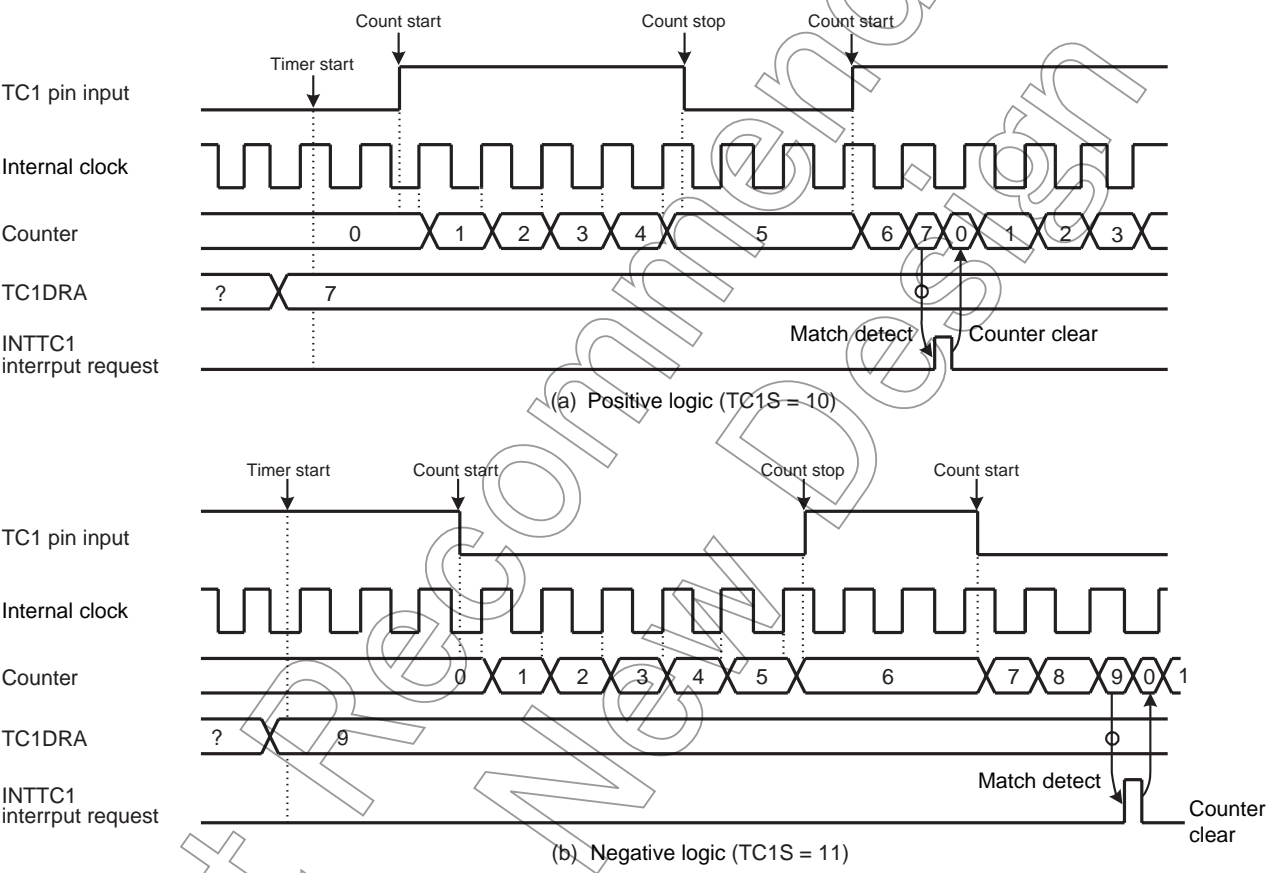 Count start Count stop Count start
Timer start
TC1 pin input
Internal clock
Counter 0 1 2 3 4 5 6 7 0 1 2 3
TC1DRA ? 7
Match detect Counter clear
INTTC1
interrput request
(a) Positive logic (TC1S = 10)
Timer start Count start Count stop Count start
TC1 pin input
Internal clock
Counter 0 1 2 3 4 5 6 7 8 9 0 1
TC1DRA ? 9
Match detect
INTTC1
interrput request
Counter
clear
(b) Negative logic (TC1S = 11)
t Recommend
New Design